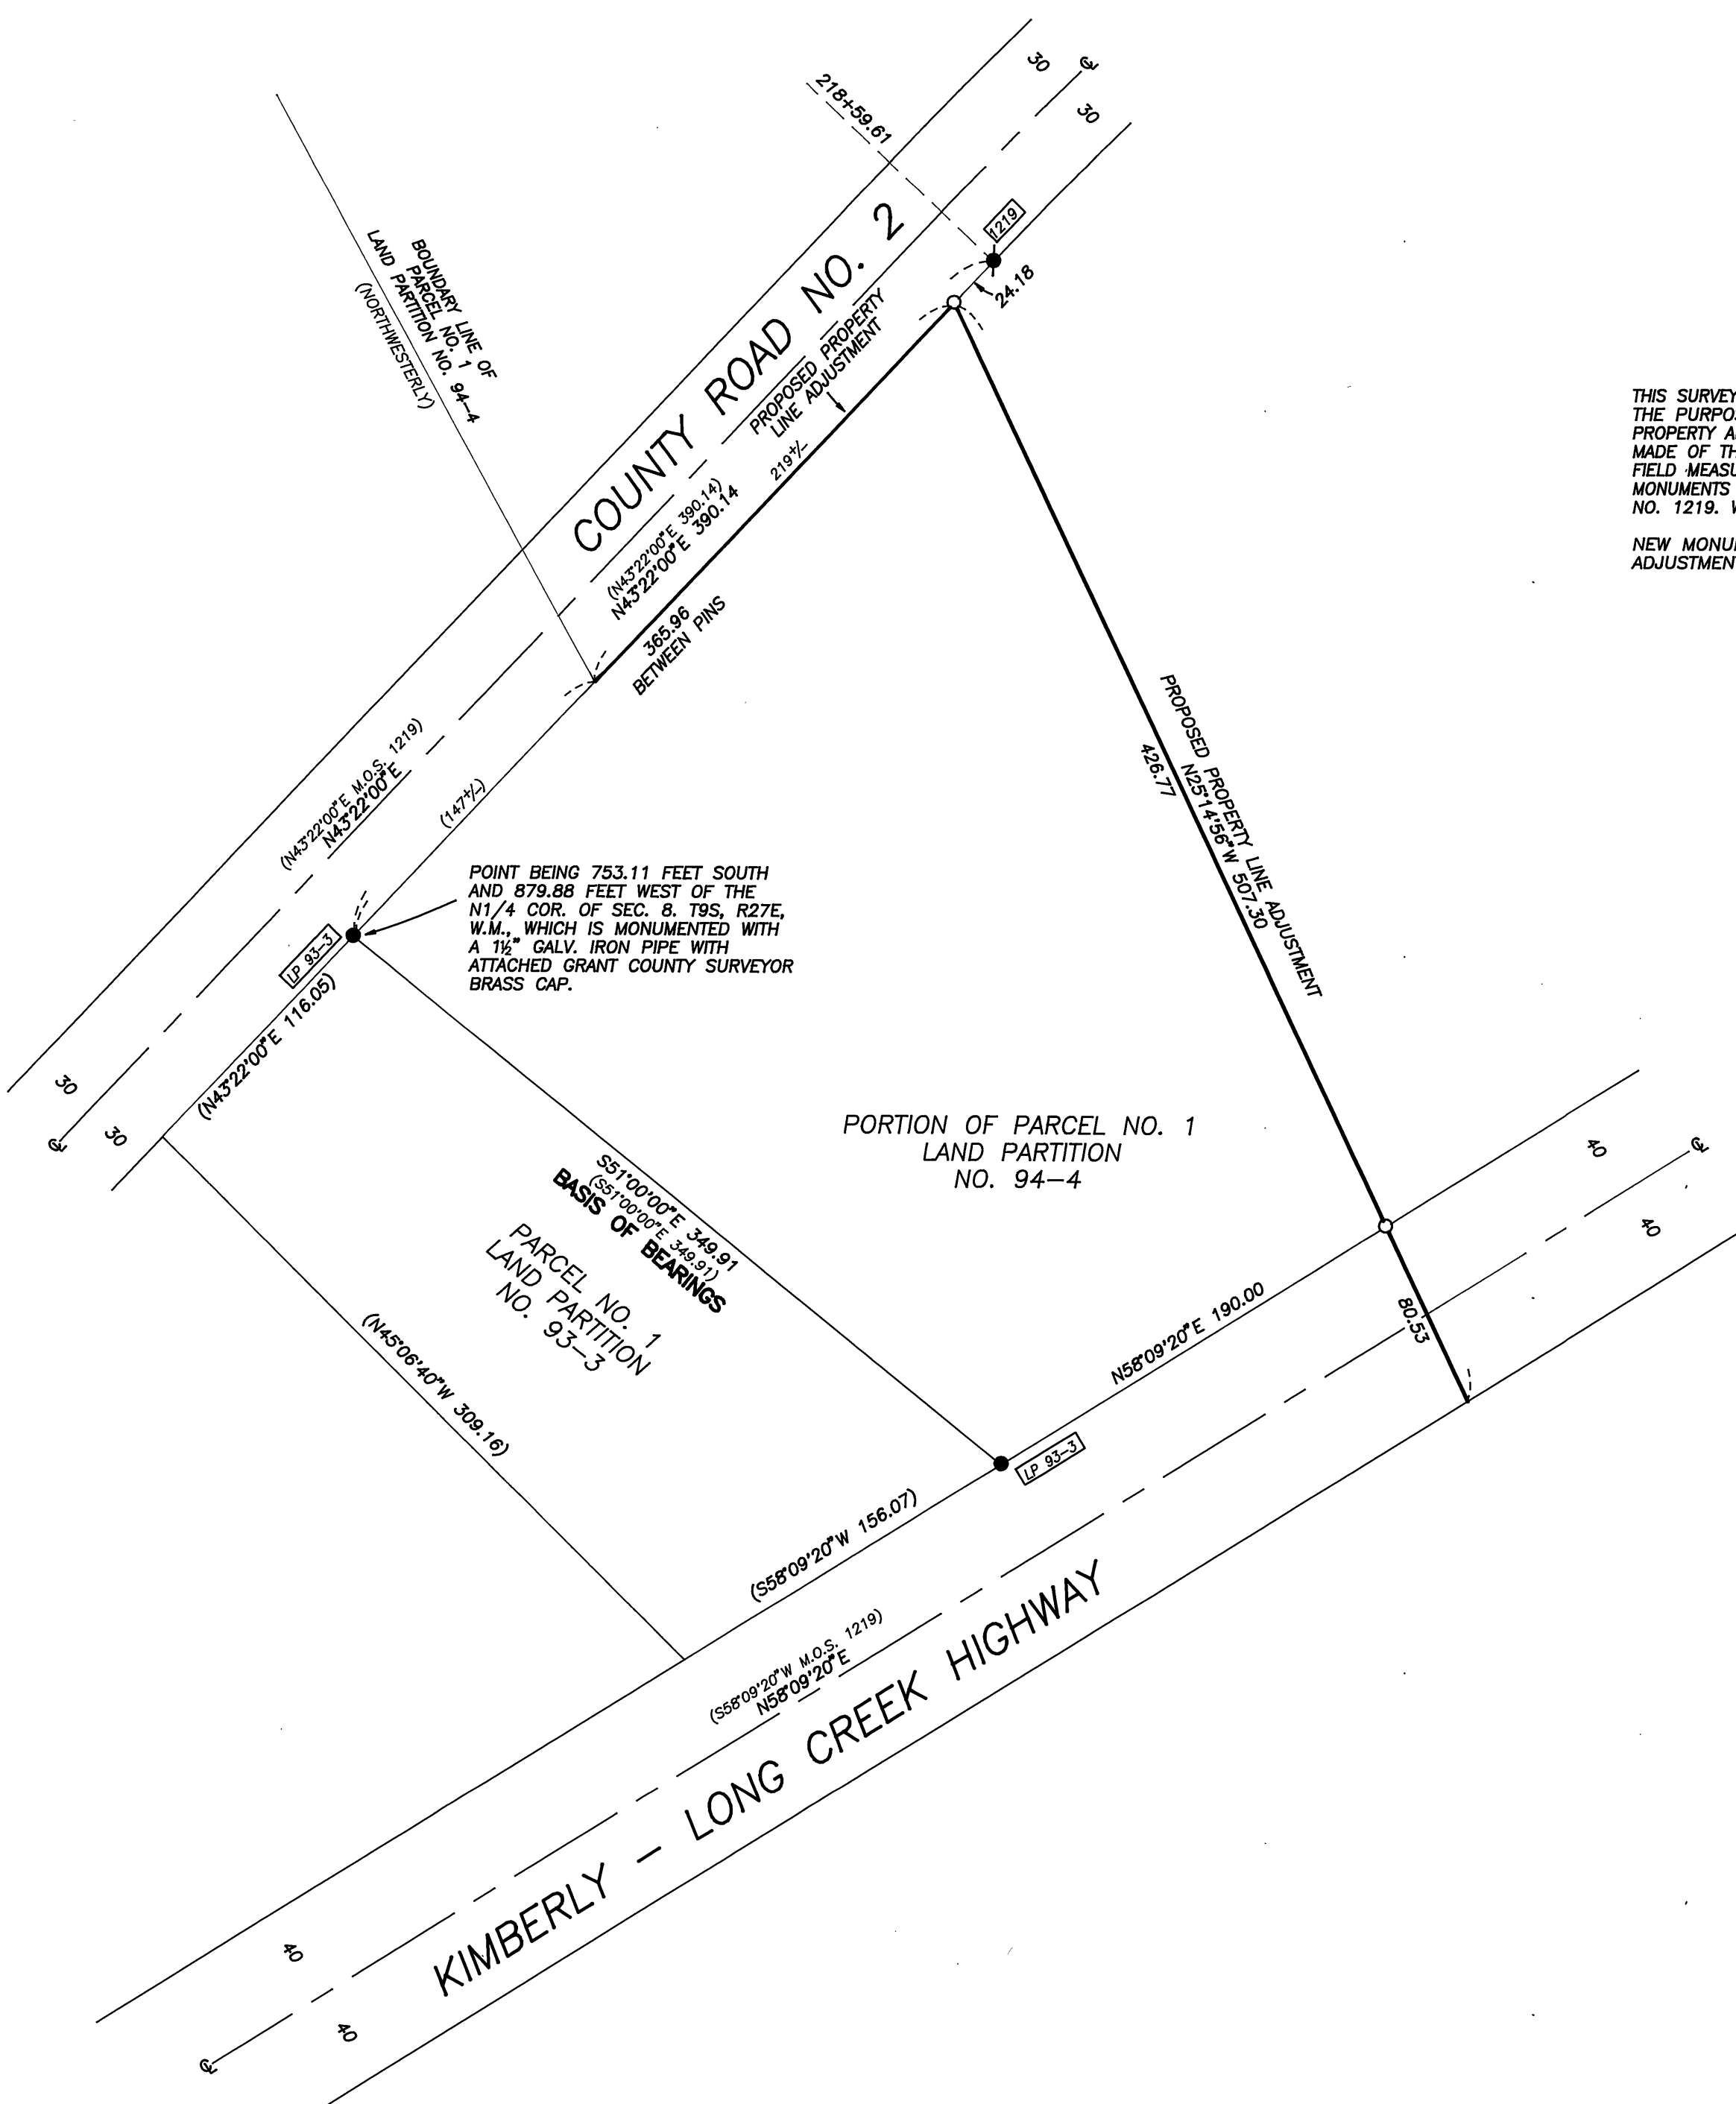 30
℄
30
218+59.61
1219
24.18
BOUNDARY LINE OF
PARCEL NO. 1
LAND PARTITION NO. 94-4
(NORTHWESTERLY)
COUNTY ROAD NO. 2
PROPOSED PROPERTY
LINE ADJUSTMENT
219+/-
(N43°22'00"E 390.14)
N43°22'00"E 390.14
365.96
BETWEEN PINS
THIS SURVEY
THE PURPOS
PROPERTY A
MADE OF TH
FIELD MEASU
MONUMENTS
NO. 1219. W
NEW MONU
ADJUSTMEN
PROPOSED PROPERTY LINE ADJUSTMENT
N25°14'56"W 507.30
426.77
(N43°22'00"E M.O.S. 1219)
N43°22'00"E
(147+/-)
POINT BEING 753.11 FEET SOUTH
AND 879.88 FEET WEST OF THE
N1/4 COR. OF SEC. 8. T9S, R27E,
W.M., WHICH IS MONUMENTED WITH
A 1½" GALV. IRON PIPE WITH
ATTACHED GRANT COUNTY SURVEYOR
BRASS CAP.
LP 93-3
(N43°22'00"E 116.05)
30
℄
30
PORTION OF PARCEL NO. 1
LAND PARTITION
NO. 94-4
40
℄
40
S51°00'00"E 349.91
(S51°00'00"E 349.91)
BASIS OF BEARINGS
PARCEL NO. 1
LAND PARTITION
NO. 93-3
(N45°06'40"W 309.16)
N58°09'20"E 190.00
80.53
LP 93-3
(S58°09'20"W 156.07)
(S58°09'20"W M.O.S. 1219)
N58°09'20"E
KIMBERLY - LONG CREEK HIGHWAY
40
℄
40